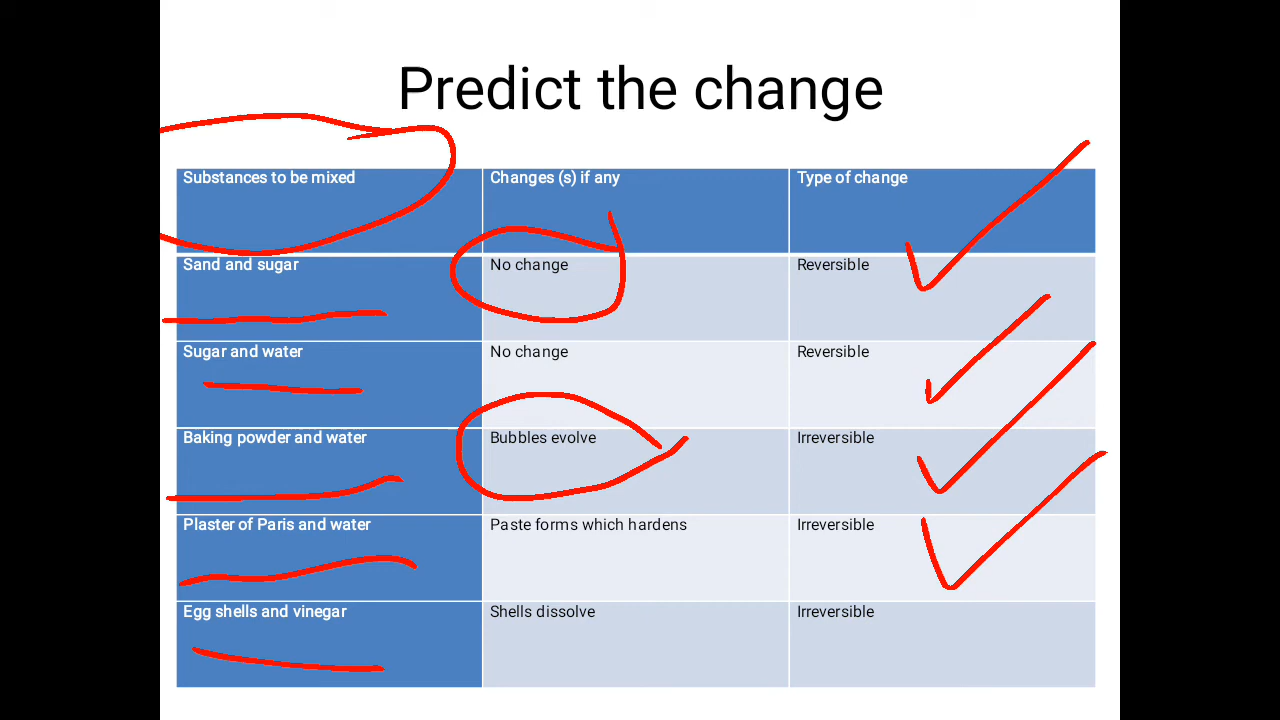 Predict the change
Substances to be mixed
Changes (s) if any
Type of change
Sand and sugar
No change
Reversible
Sugar and water
No change
Reversible
Baking powder and water
Bubbles evolve
Irreversible
Plaster of Paris and water
Paste forms which hardens
Irreversible
Egg shells and vinegar
Shells dissolve
Irreversible